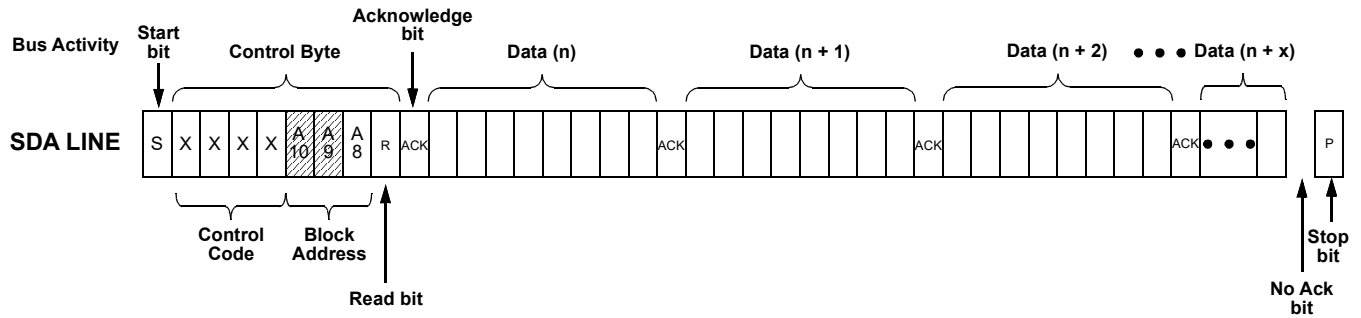 Bus Activity
Start
bit
Control Byte
Acknowledge
bit
Data (n)
Data (n + 1)
Data (n + 2)
• • •
Data (n + x)
SDA LINE
S
X
X
X
X
A
10
A
9
A
8
R
ACK
ACK
ACK
ACK
• • •
P
Control
Code
Block
Address
Read bit
No Ack
bit
Stop
bit